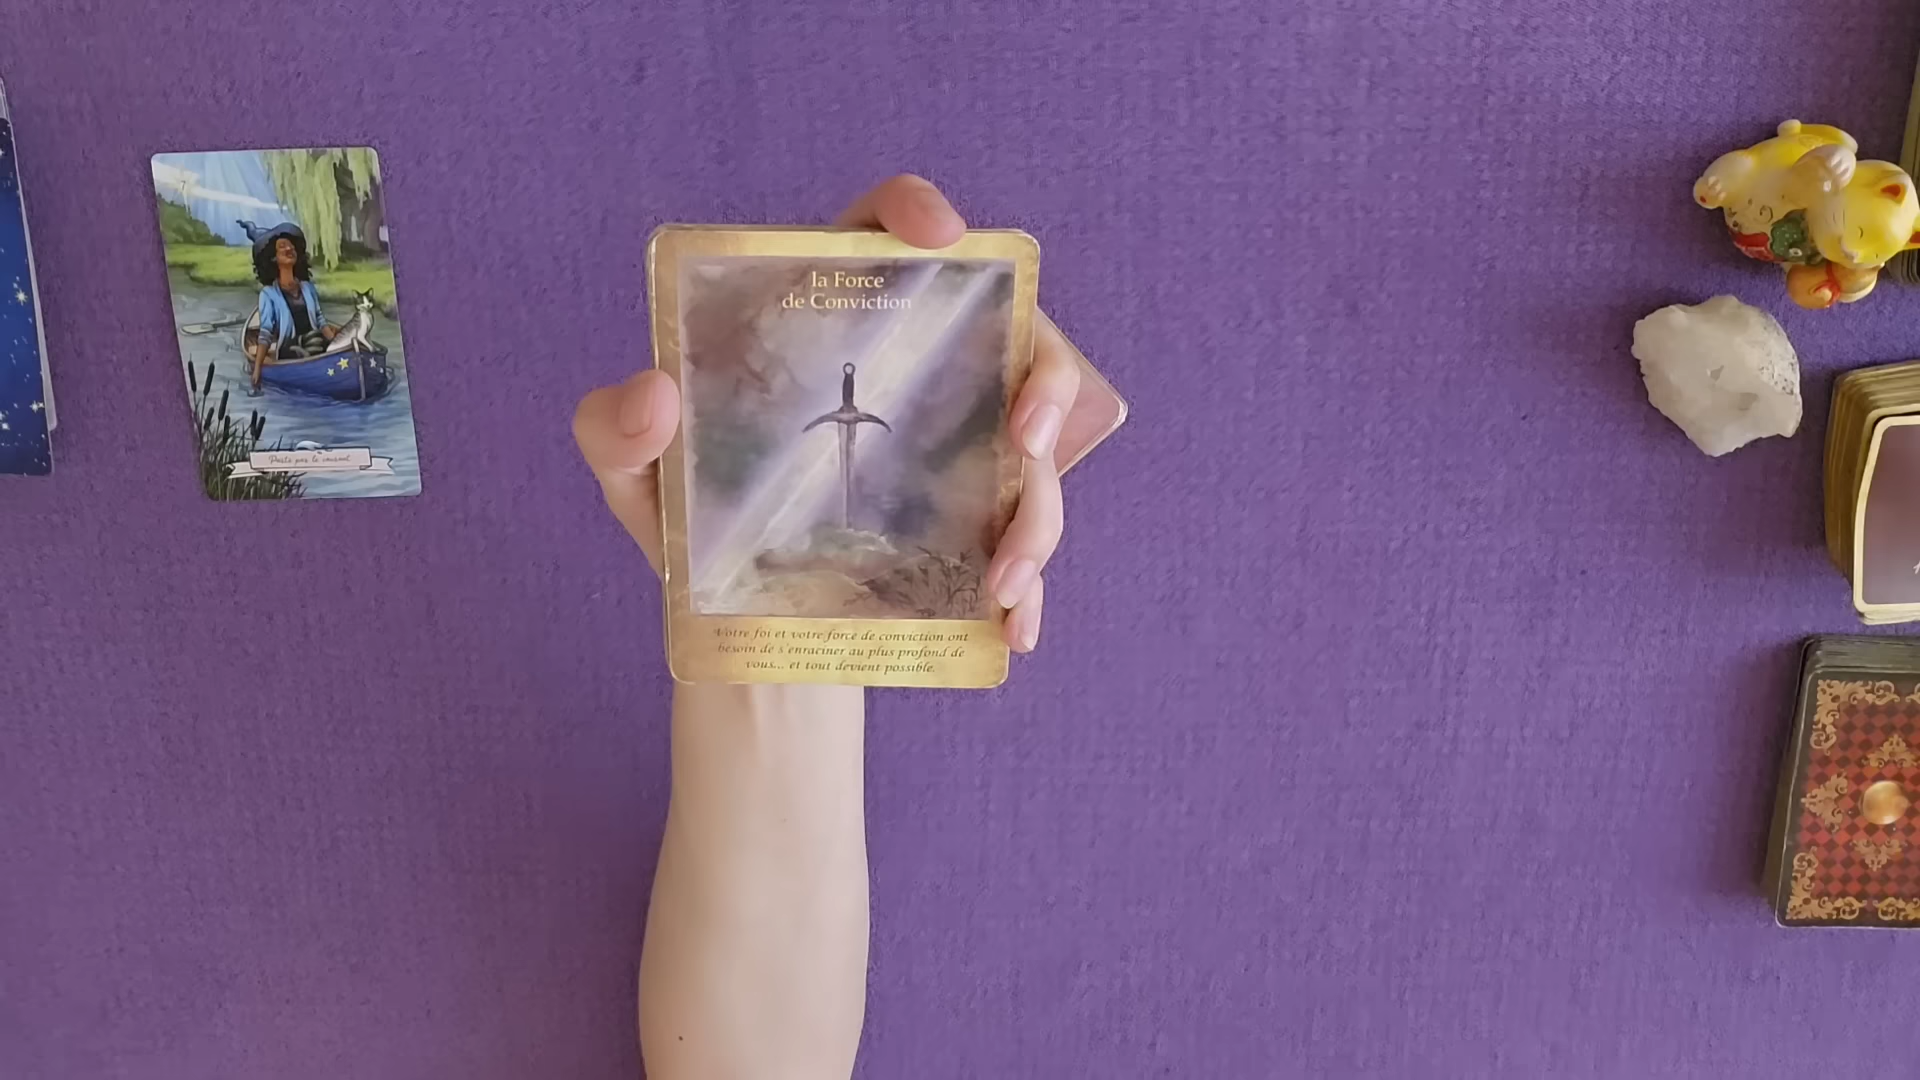 7
la Force
de Conviction
Votre foi et votre force de conviction ont
besoin de s'enraciner au plus profond de
vous... et tout devient possible.